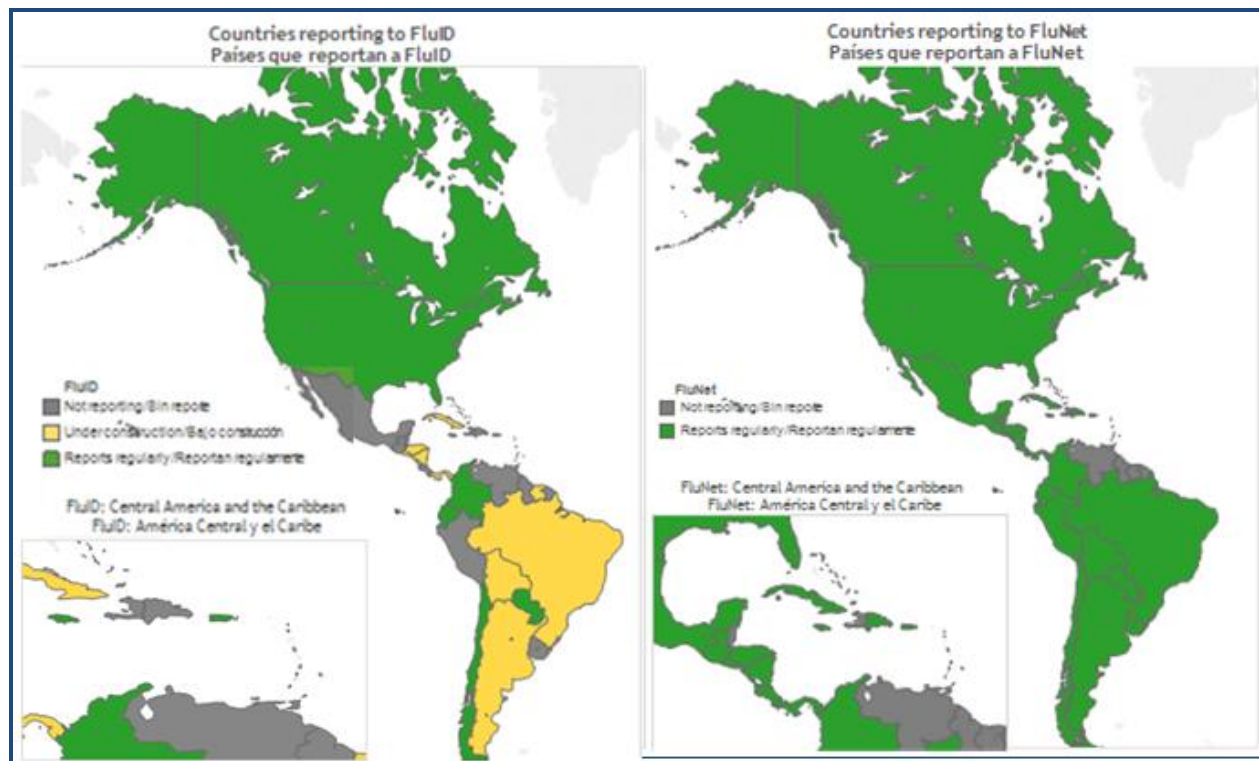 Countries reporting to FluID
Países que reportan a FluID
FluID
Not reporting/Sin reporte
Under construction/Bajo construcción
Reports regularly/Reportan regulamente
FluID: Central America and the Caribbean
FluID: América Central y el Caribe
Countries reporting to FluNet
Países que reportan a FluNet
FluNet
Not reporting/Sin reporte
Reports regularly/Reportan regulamente
FluNet: Central America and the Caribbean
FluNet: América Central y el Caribe